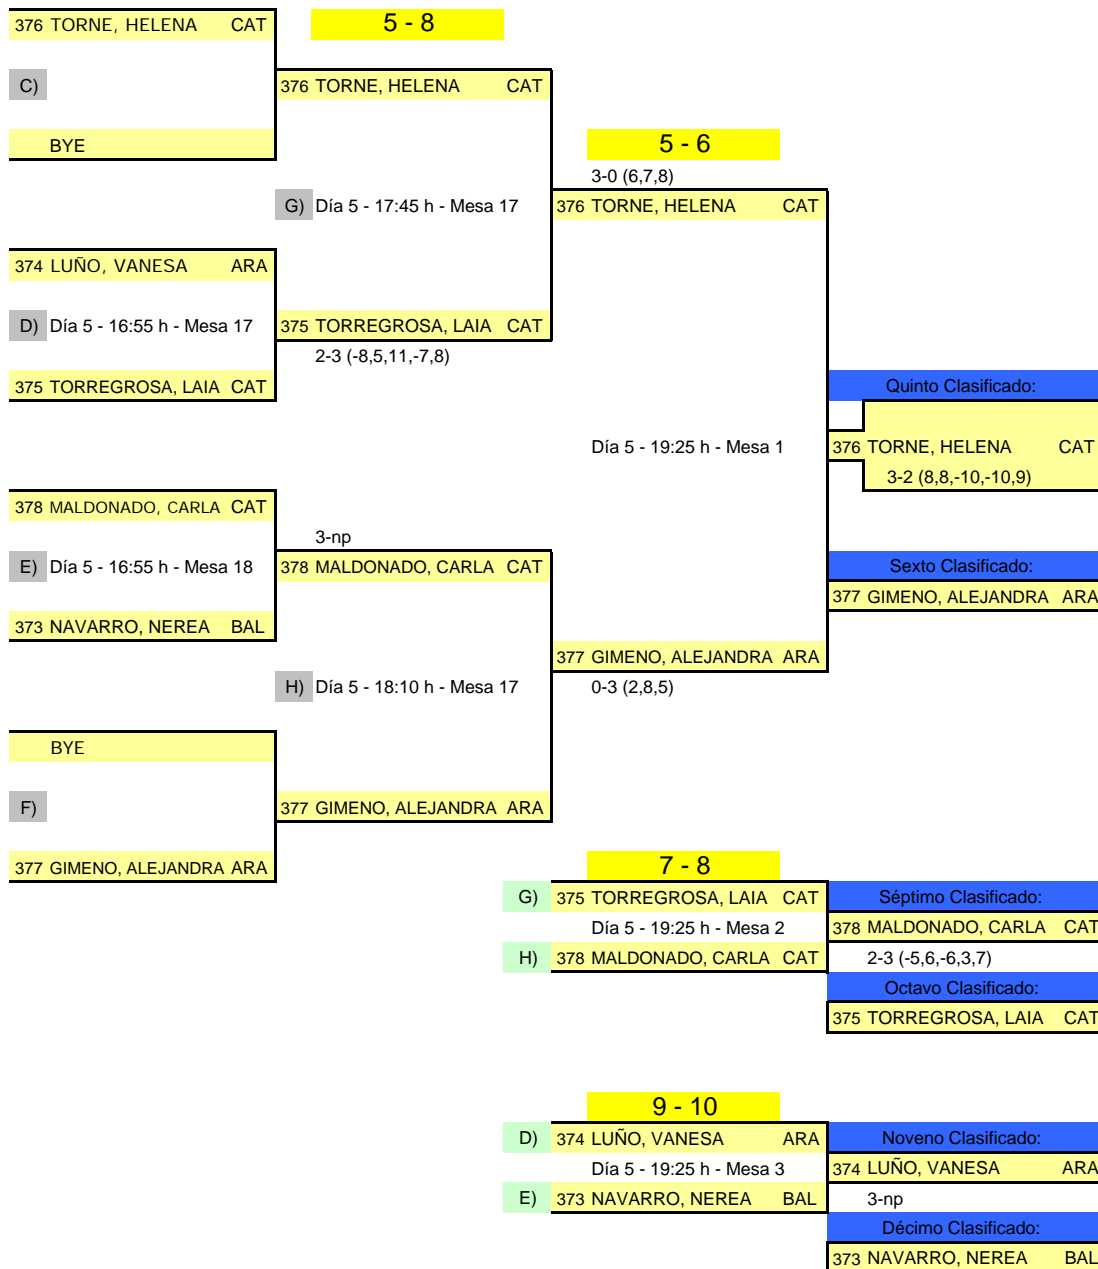 376 TORNE, HELENA CAT
5 - 8
C)
376 TORNE, HELENA CAT
BYE
5 - 6
3-0 (6,7,8)
G) Día 5 - 17:45 h - Mesa 17
376 TORNE, HELENA CAT
374 LUÑO, VANESA ARA
D) Día 5 - 16:55 h - Mesa 17
375 TORREGROSA, LAIA CAT
2-3 (-8,5,11,-7,8)
375 TORREGROSA, LAIA CAT
Quinto Clasificado:
Día 5 - 19:25 h - Mesa 1
376 TORNE, HELENA CAT
3-2 (8,8,-10,-10,9)
378 MALDONADO, CARLA CAT
3-np
E) Día 5 - 16:55 h - Mesa 18
378 MALDONADO, CARLA CAT
Sexto Clasificado:
377 GIMENO, ALEJANDRA ARA
373 NAVARRO, NEREA BAL
377 GIMENO, ALEJANDRA ARA
H) Día 5 - 18:10 h - Mesa 17
0-3 (2,8,5)
BYE
F)
377 GIMENO, ALEJANDRA ARA
377 GIMENO, ALEJANDRA ARA
7 - 8
G) 375 TORREGROSA, LAIA CAT
Séptimo Clasificado:
Día 5 - 19:25 h - Mesa 2
378 MALDONADO, CARLA CAT
H) 378 MALDONADO, CARLA CAT
2-3 (-5,6,-6,3,7)
Octavo Clasificado:
375 TORREGROSA, LAIA CAT
9 - 10
D) 374 LUÑO, VANESA ARA
Noveno Clasificado:
Día 5 - 19:25 h - Mesa 3
374 LUÑO, VANESA ARA
E) 373 NAVARRO, NEREA BAL
3-np
Décimo Clasificado:
373 NAVARRO, NEREA BAL